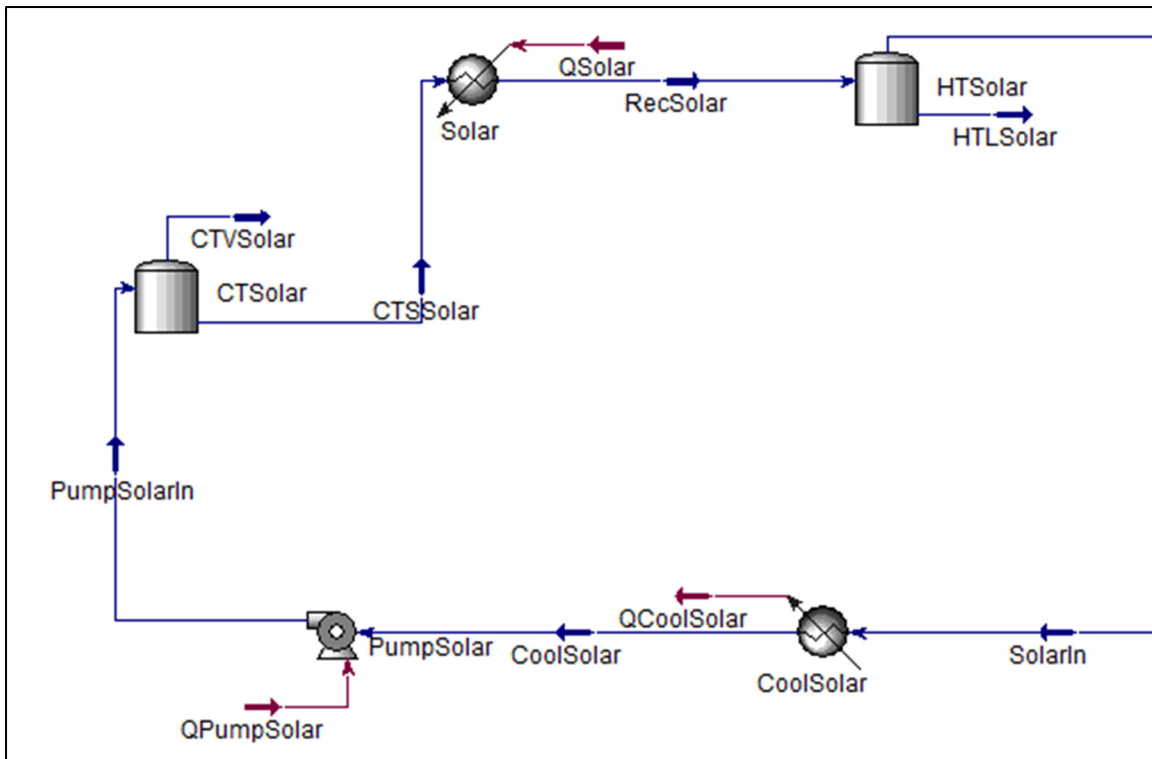 QSolar
RecSolar
HTSolar
Solar
HTLSolar
CTVSolar
CTSolar
CTSSolar
PumpSolarIn
QCoolSolar
PumpSolar
CoolSolar
SolarIn
CoolSolar
QPumpSolar